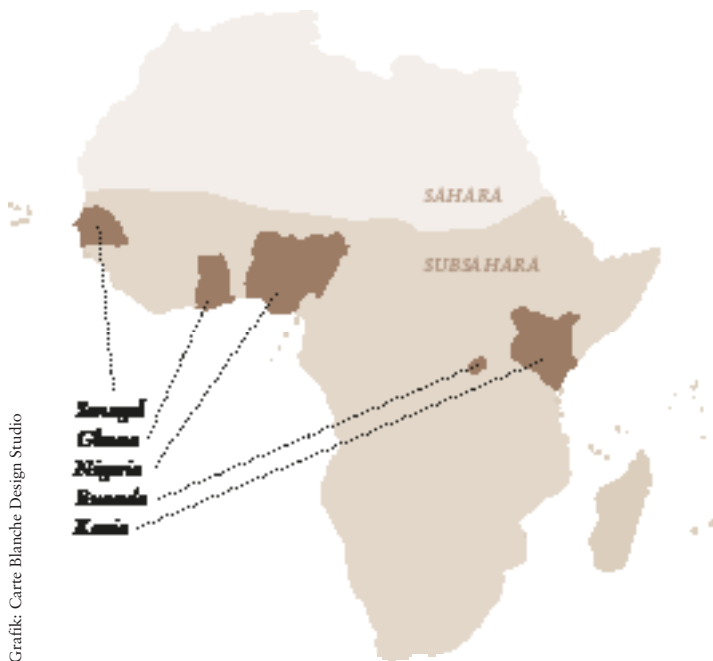 SAHARA
SUBSAHARA
Senegal
Ghana
Nigeria
Ruanda
Kenia
Grafik: Carte Blanche Design Studio